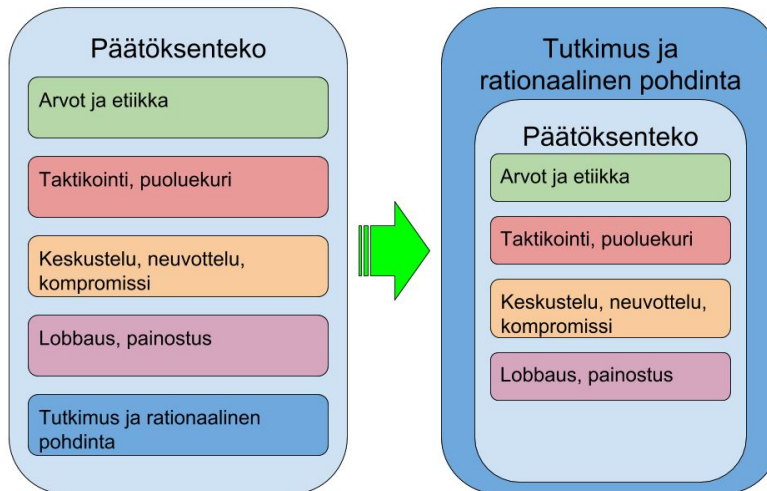 Päätöksenteko
Arvot ja etiikka
Taktikointi, puoluekuri
Keskustelu, neuvottelu,
kompromissi
Lobbaus, painostus
Tutkimus ja rationaalinen
pohdinta
Tutkimus ja
rationaalinen pohdinta
Päätöksenteko
Arvot ja etiikka
Taktikointi, puoluekuri
Keskustelu, neuvottelu,
kompromissi
Lobbaus, painostus